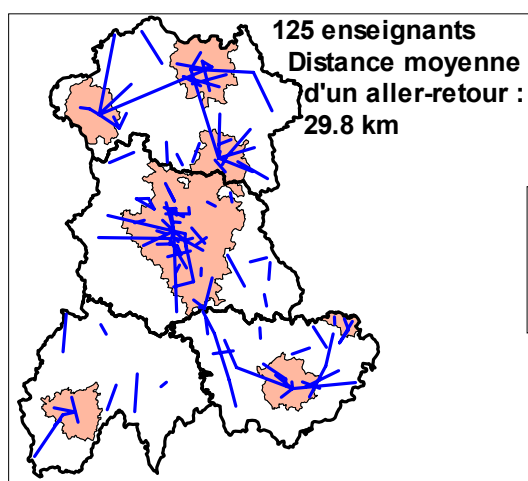 125 enseignants
Distance moyenne
d'un aller-retour :
29.8 km